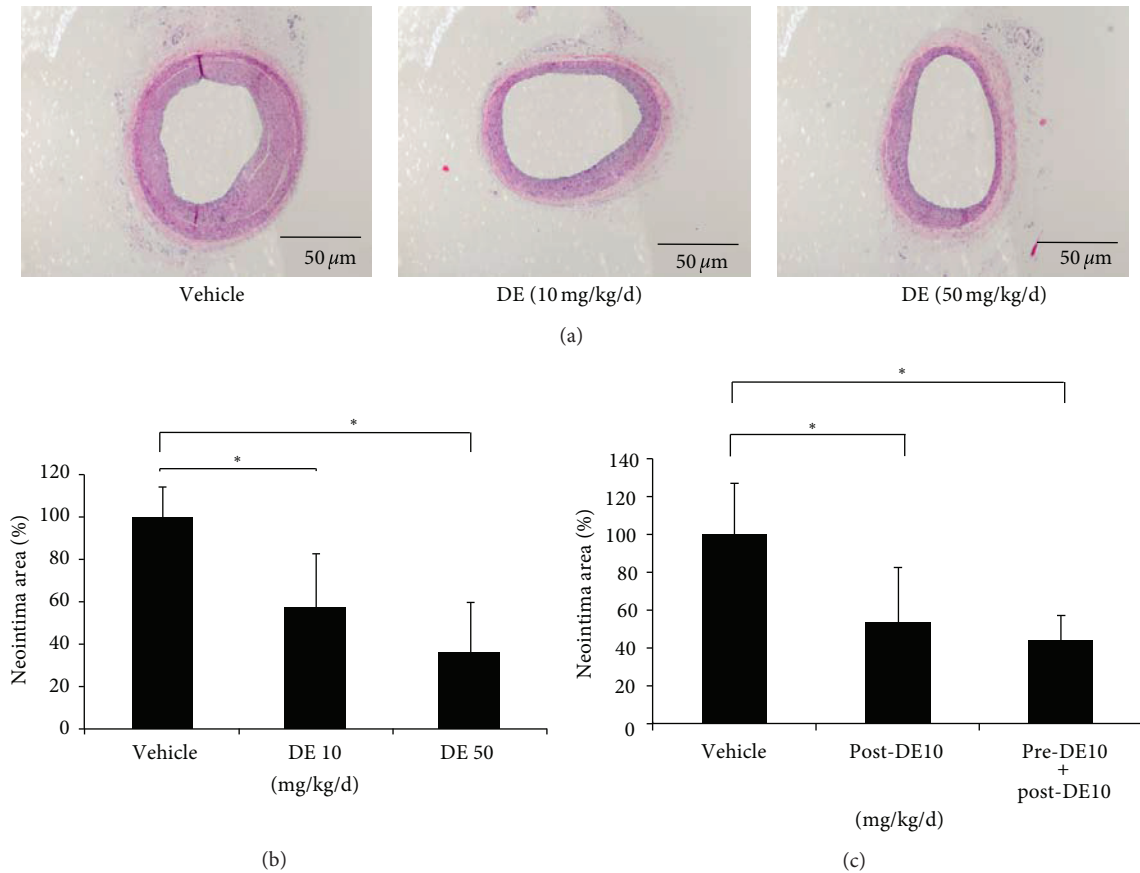 50 μm
50 μm
50 μm
Vehicle
DE (10 mg/kg/d)
DE (50 mg/kg/d)
(a)
*
*
120
100
80
60
40
20
0
Neointima area (%)
Vehicle
DE 10
DE 50
(mg/kg/d)
(b)
*
*
140
120
100
80
60
40
20
0
Neointima area (%)
Vehicle
Post-DE10
Pre-DE10
+
post-DE10
(mg/kg/d)
(c)